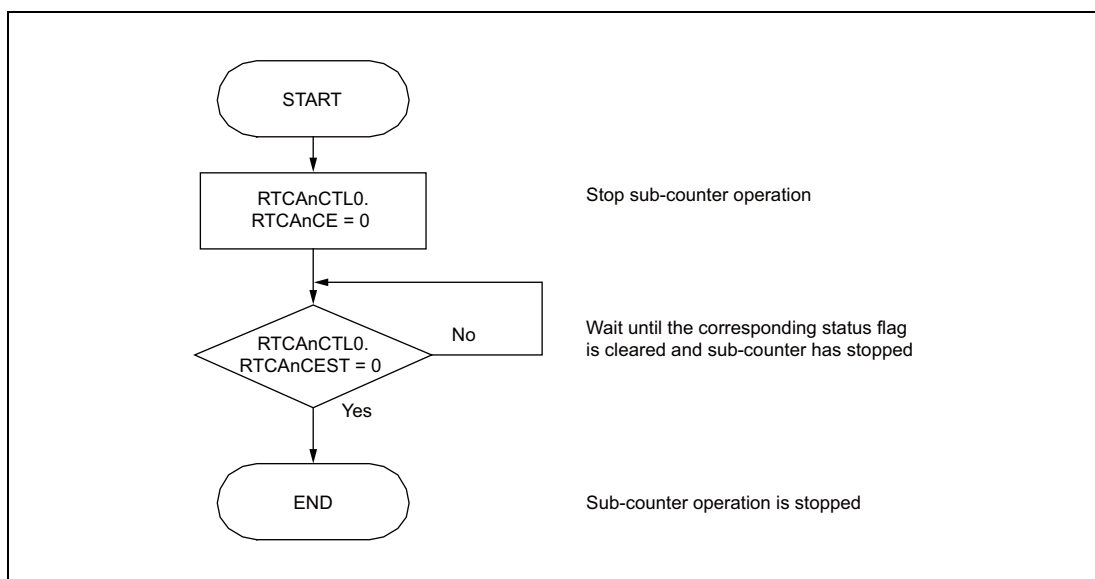 START
RTCAnCTL0.
RTCAnCE = 0
Stop sub-counter operation
RTCAnCTL0.
RTCAnCEST = 0
No
Wait until the corresponding status flag
is cleared and sub-counter has stopped
Yes
END
Sub-counter operation is stopped